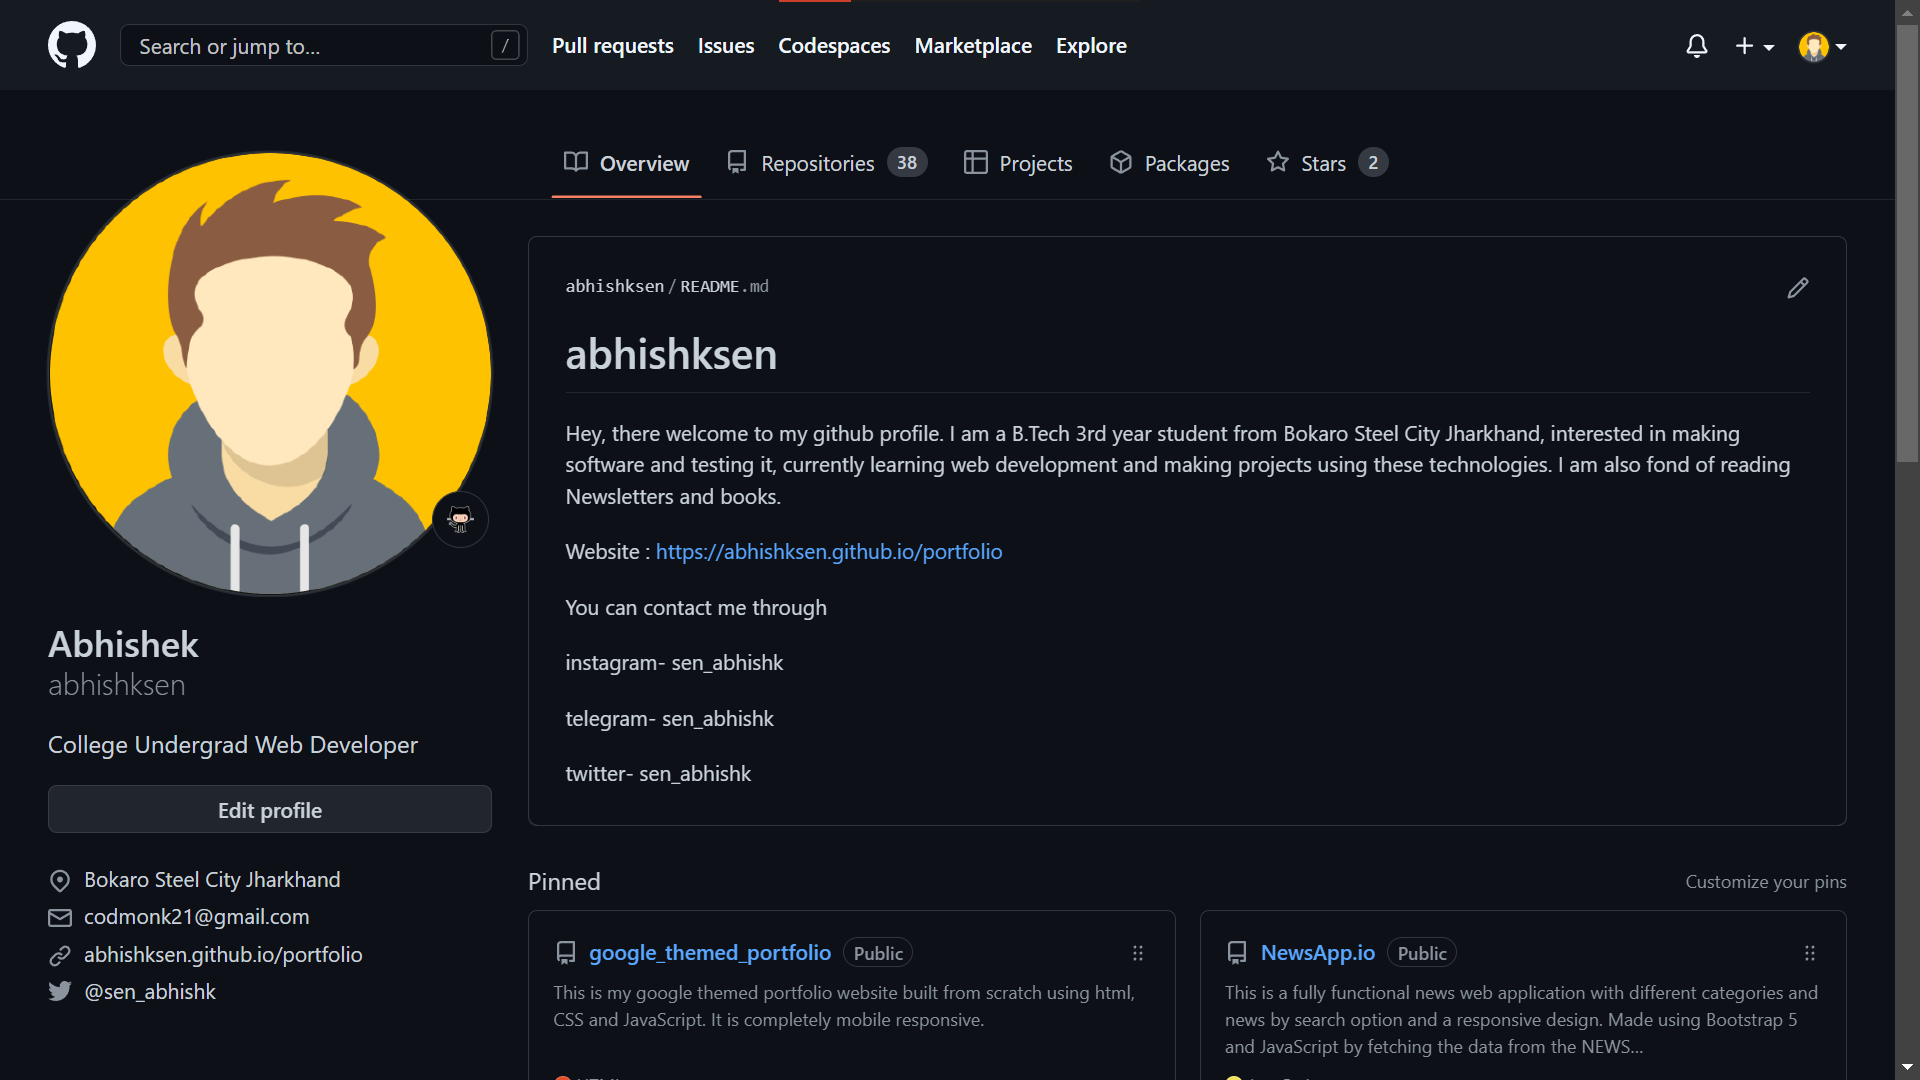 Search or jump to...
/
Pull requests
Issues
Codespaces
Marketplace
Explore
Overview
Repositories 38
Projects
Packages
Stars 2
abhishksen / README.md
abhishksen
Hey, there welcome to my github profile. I am a B.Tech 3rd year student from Bokaro Steel City Jharkhand, interested in making
software and testing it, currently learning web development and making projects using these technologies. I am also fond of reading
Newsletters and books.
Website : https://abhishksen.github.io/portfolio
You can contact me through
instagram- sen_abhishk
telegram- sen_abhishk
twitter- sen_abhishk
Abhishek
abhishksen
College Undergrad Web Developer
Edit profile
Bokaro Steel City Jharkhand
codmonk21@gmail.com
abhishksen.github.io/portfolio
@sen_abhishk
Pinned
Customize your pins
google_themed_portfolio Public
This is my google themed portfolio website built from scratch using html,
CSS and JavaScript. It is completely mobile responsive.
NewsApp.io Public
This is a fully functional news web application with different categories and
news by search option and a responsive design. Made using Bootstrap 5
and JavaScript by fetching the data from the NEWS...